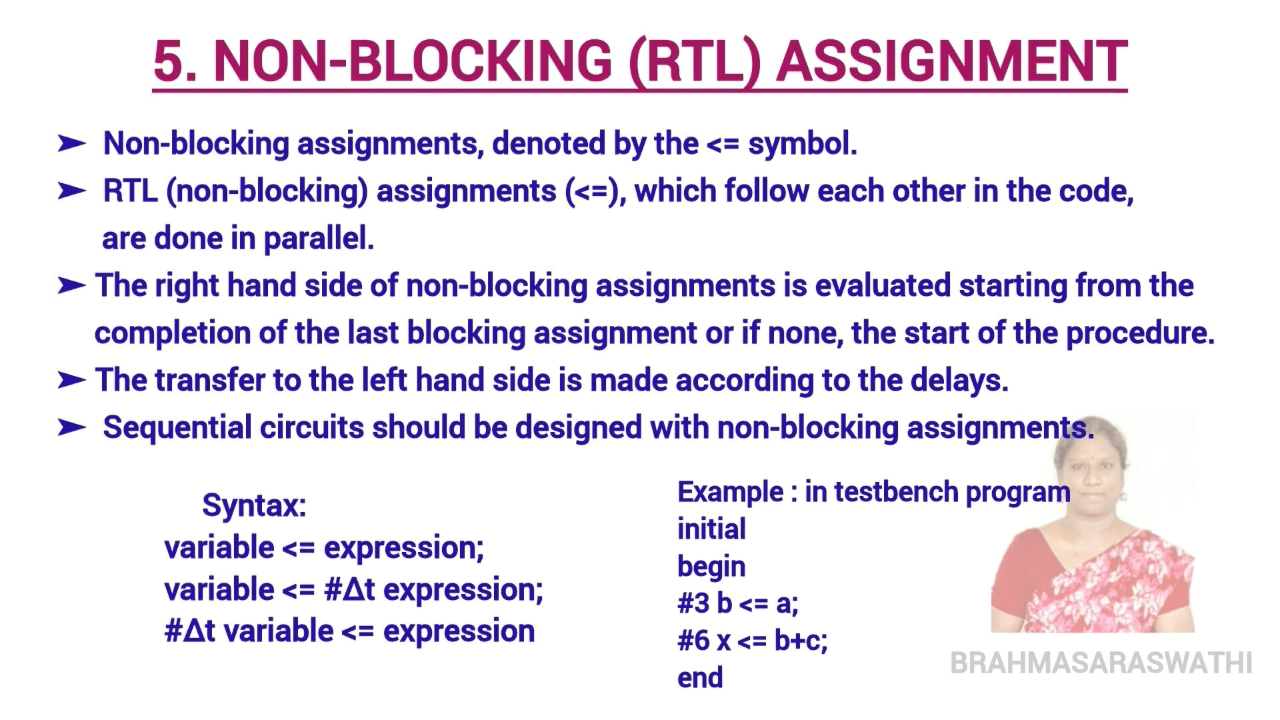 5. NON-BLOCKING (RTL) ASSIGNMENT
➤ Non-blocking assignments, denoted by the <= symbol.
➤ RTL (non-blocking) assignments (<=), which follow each other in the code,
are done in parallel.
➤ The right hand side of non-blocking assignments is evaluated starting from the
completion of the last blocking assignment or if none, the start of the procedure.
➤ The transfer to the left hand side is made according to the delays.
➤ Sequential circuits should be designed with non-blocking assignments.
Syntax:
variable <= expression;
variable <= #Δt expression;
#Δt variable <= expression
Example : in testbench program
initial
begin
#3 b <= a;
#6 x <= b+c;
end
BRAHMASARASWATHI